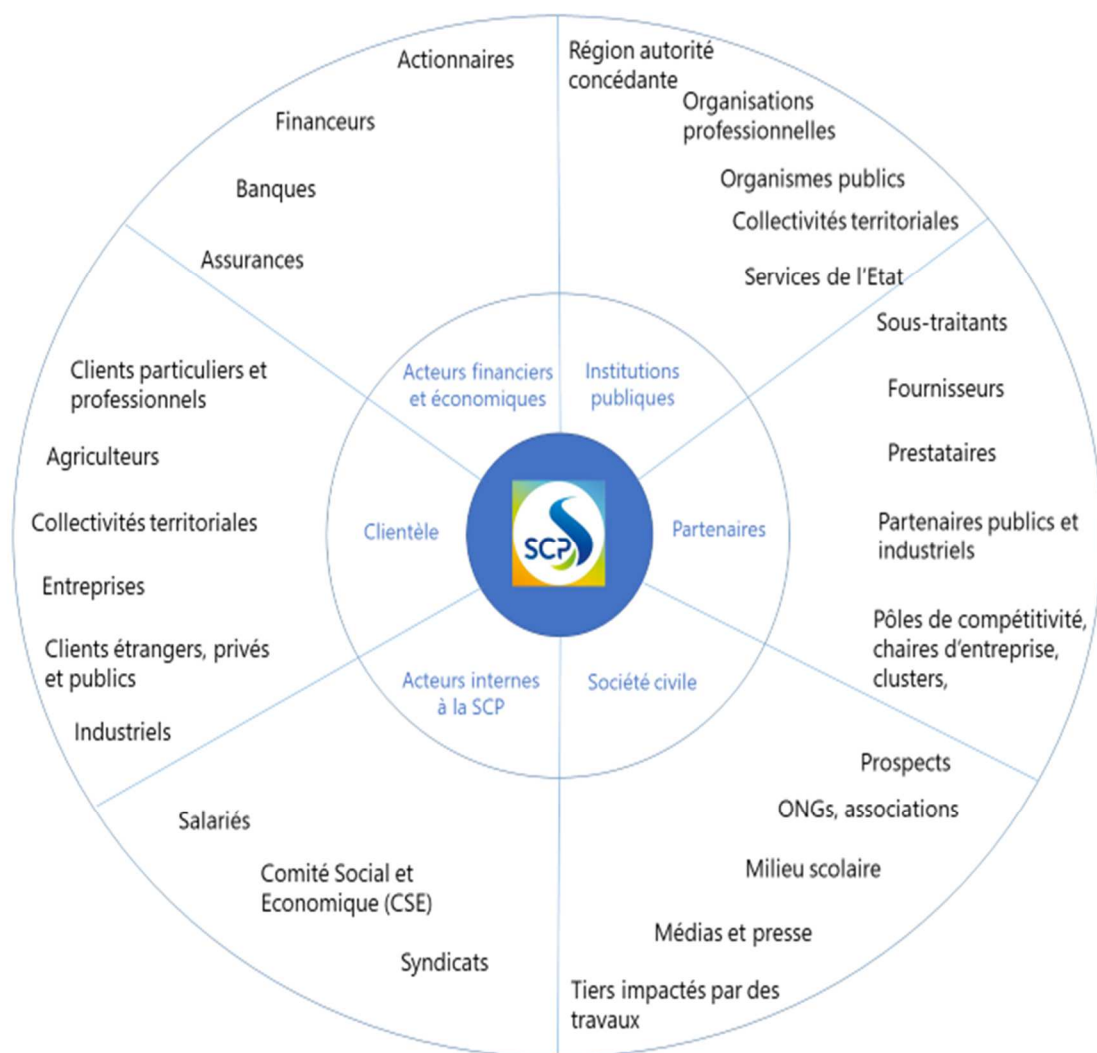 Actionnaires
Financeurs
Banques
Assurances
Région autorité
concédante
Organisations
professionnelles
Organismes publics
Collectivités territoriales
Services de l'Etat
Sous-traitants
Fournisseurs
Prestataires
Partenaires publics et
industriels
Pôles de compétitivité,
chaires d'entreprise,
clusters,
Prospects
ONGs, associations
Milieu scolaire
Médias et presse
Tiers impactés par des
travaux
Syndicats
Comité Social et
Economique (CSE)
Salariés
Clients particuliers et
professionnels
Agriculteurs
Collectivités territoriales
Entreprises
Clients étrangers, privés
et publics
Industriels
Acteurs financiers
et économiques
Institutions
publiques
Clientèle
SCP
Partenaires
Acteurs internes
à la SCP
Société civile